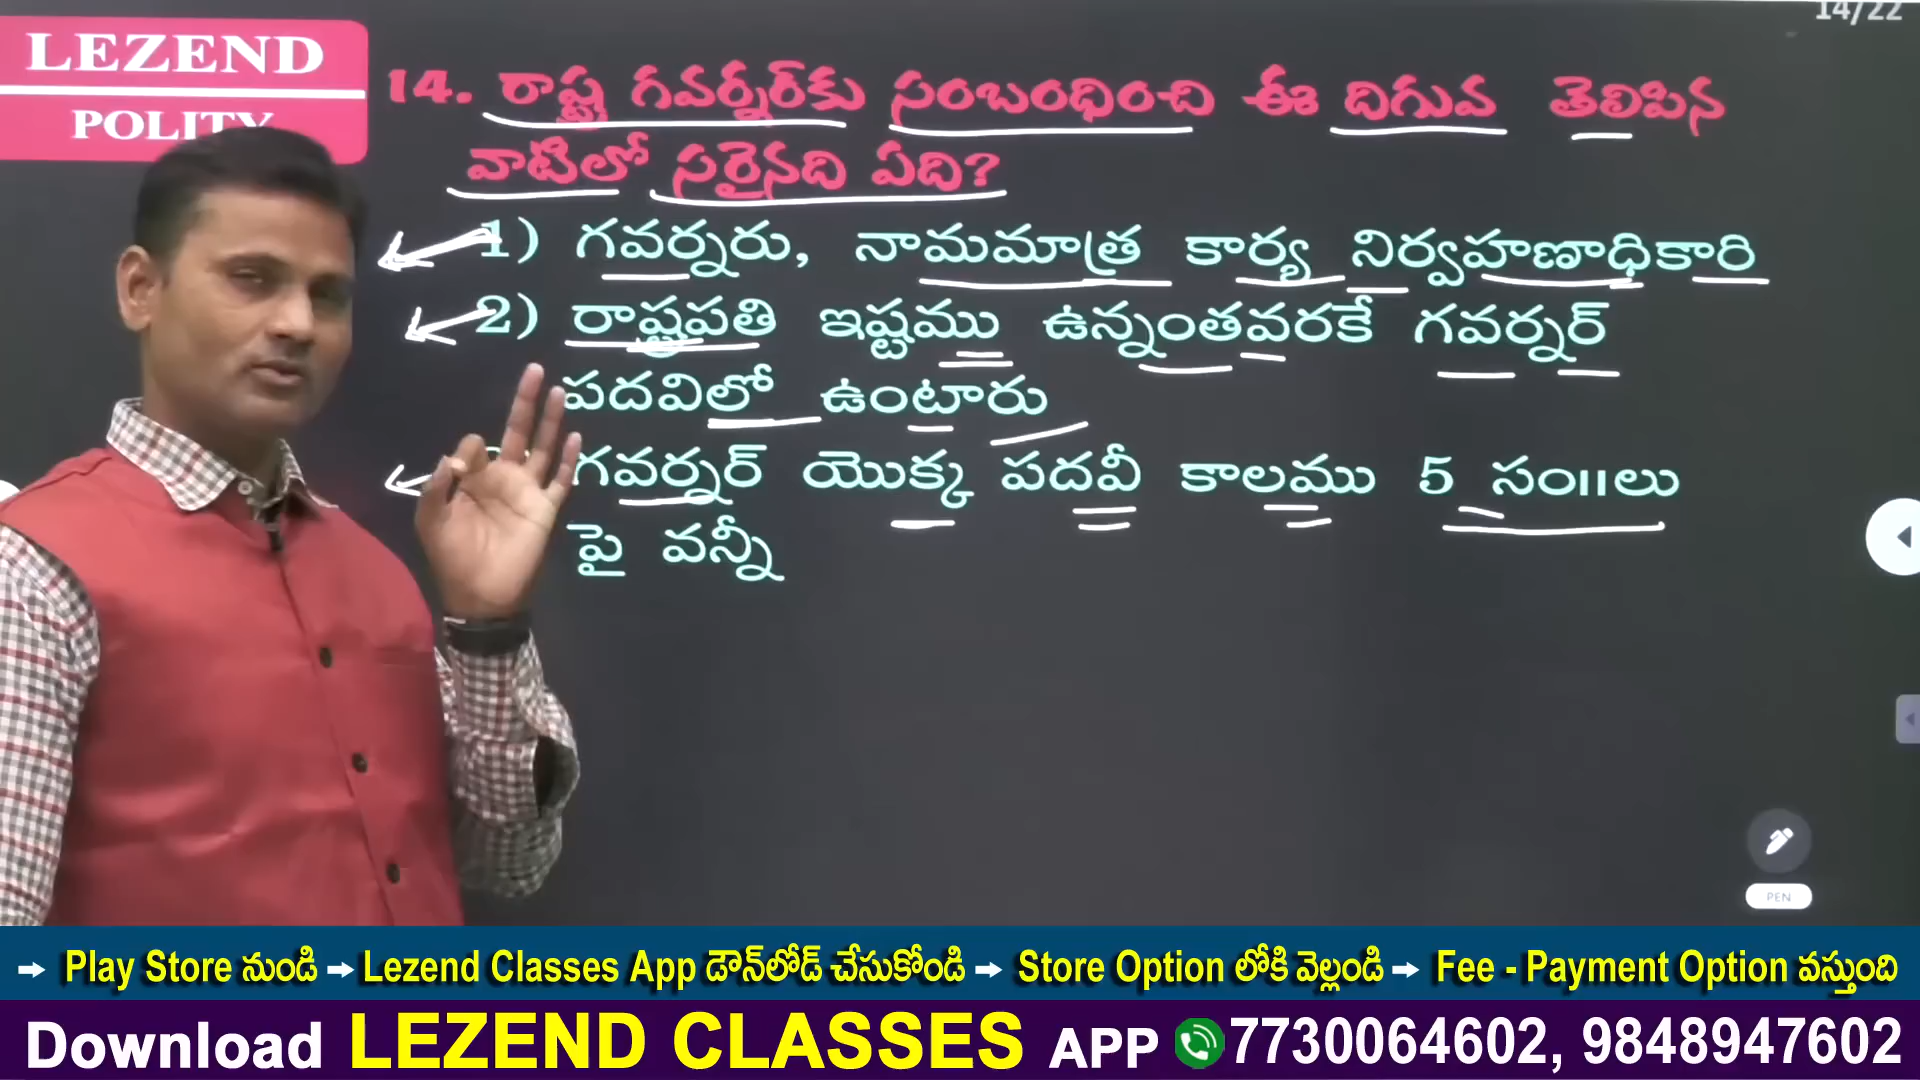 14/22
LEZEND
POLITY
14. రాష్ట్ర గవర్నర్‌కు సంబంధించి ఈ దిగువ తెలిపిన
వాటిలో సరైనది ఏది?
1) గవర్నరు, నామమాత్ర కార్య నిర్వహణాధికారి
2) రాష్ట్రపతి ఇష్టము ఉన్నంతవరకే గవర్నర్
పదవిలో ఉంటారు
గవర్నర్ యొక్క పదవీ కాలము 5 సం॥లు
పై వన్నీ
PEN
→ Play Store నుండి → Lezend Classes App డౌన్‌లోడ్ చేసుకోండి → Store Option లోకి వెల్లండి → Fee - Payment Option వస్తుంది
Download LEZEND CLASSES APP 7730064602, 9848947602